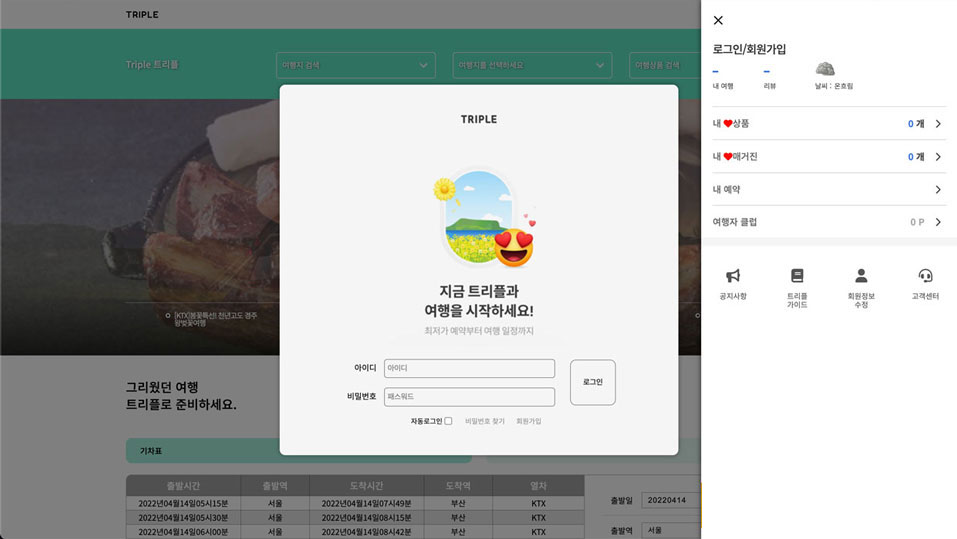 TRIPLE
Triple 트리플
여행지 검색
여행지를 선택하세요
여행상품 검색
TRIPLE
지금 트리플과
여행을 시작하세요!
최저가 예약부터 여행 일정까지
아이디
아이디
로그인
비밀번호
패스워드
자동로그인
비밀번호 찾기
회원가입
[KTX]봄꽃특선! 천년고도 경주
왕벚꽃여행
그리웠던 여행
트리플로 준비하세요.
기차표
출발시간 출발역 도착시간 도착역 열차
2022년04월14일05시15분 서울 2022년04월14일07시49분 부산 KTX
2022년04월14일05시30분 서울 2022년04월14일08시15분 부산 KTX
2022년04월14일06시00분 서울 2022년04월14일08시42분 부산 KTX
출발일 20220414
출발역 서울
로그인/회원가입
내 여행
리뷰
날씨 : 온흐림
내 ❤상품 0 개
내 ❤매거진 0 개
내 예약
여행자 클럽 0 P
공지사항
트리플
가이드
회원정보
수정
고객센터